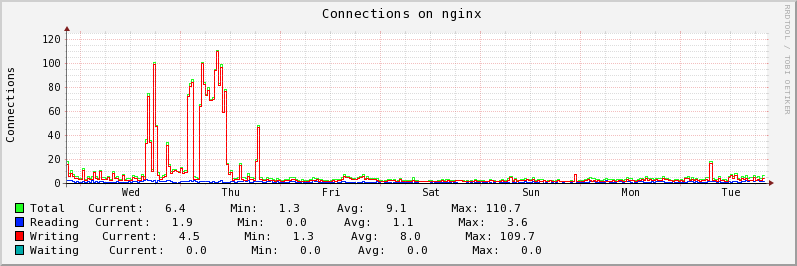 Connections on nginx
RRDTOOL / TOBI OETIKER
Connections
120
100
80
60
40
20
0
Wed Thu Fri Sat Sun Mon Tue
Total Current: 6.4 Min: 1.3 Avg: 9.1 Max: 110.7
Reading Current: 1.9 Min: 0.0 Avg: 1.1 Max: 3.6
Writing Current: 4.5 Min: 1.3 Avg: 8.0 Max: 109.7
Waiting Current: 0.0 Min: 0.0 Avg: 0.0 Max: 0.0